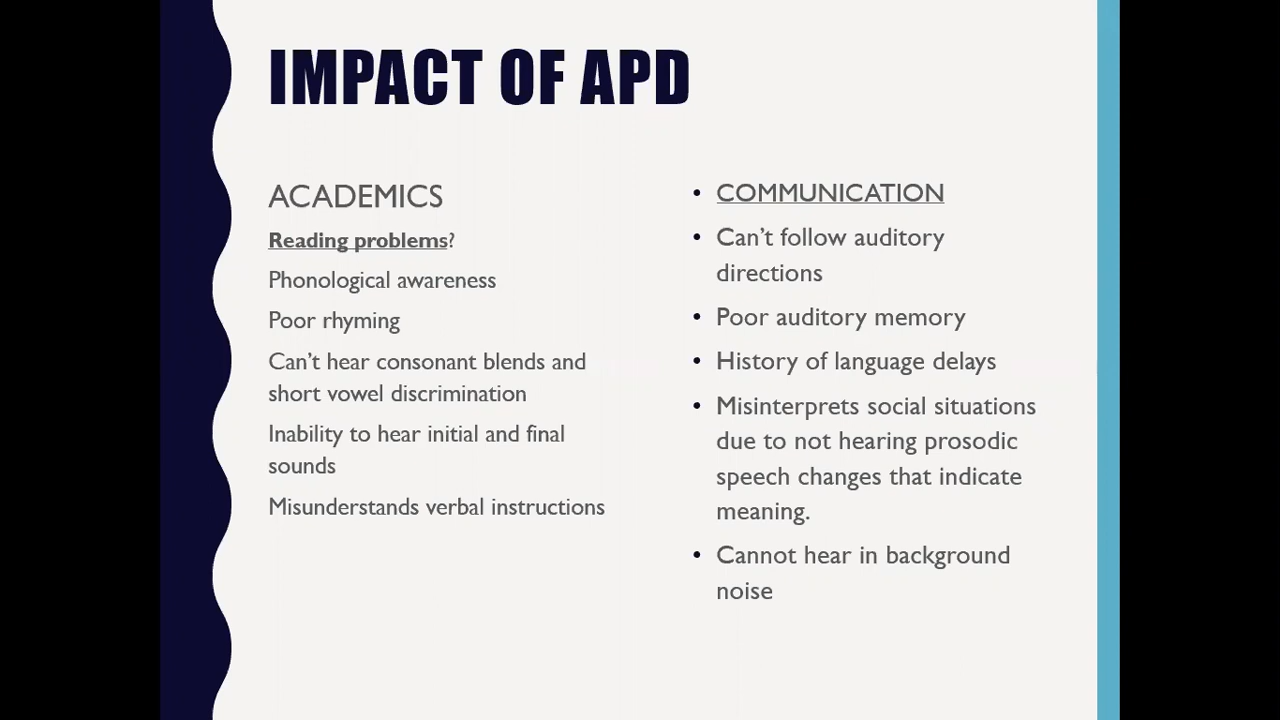 IMPACT OF APD
ACADEMICS
Reading problems?
Phonological awareness
Poor rhyming
Can't hear consonant blends and
short vowel discrimination
Inability to hear initial and final
sounds
Misunderstands verbal instructions
• COMMUNICATION
• Can't follow auditory
directions
• Poor auditory memory
• History of language delays
• Misinterprets social situations
due to not hearing prosodic
speech changes that indicate
meaning.
• Cannot hear in background
noise